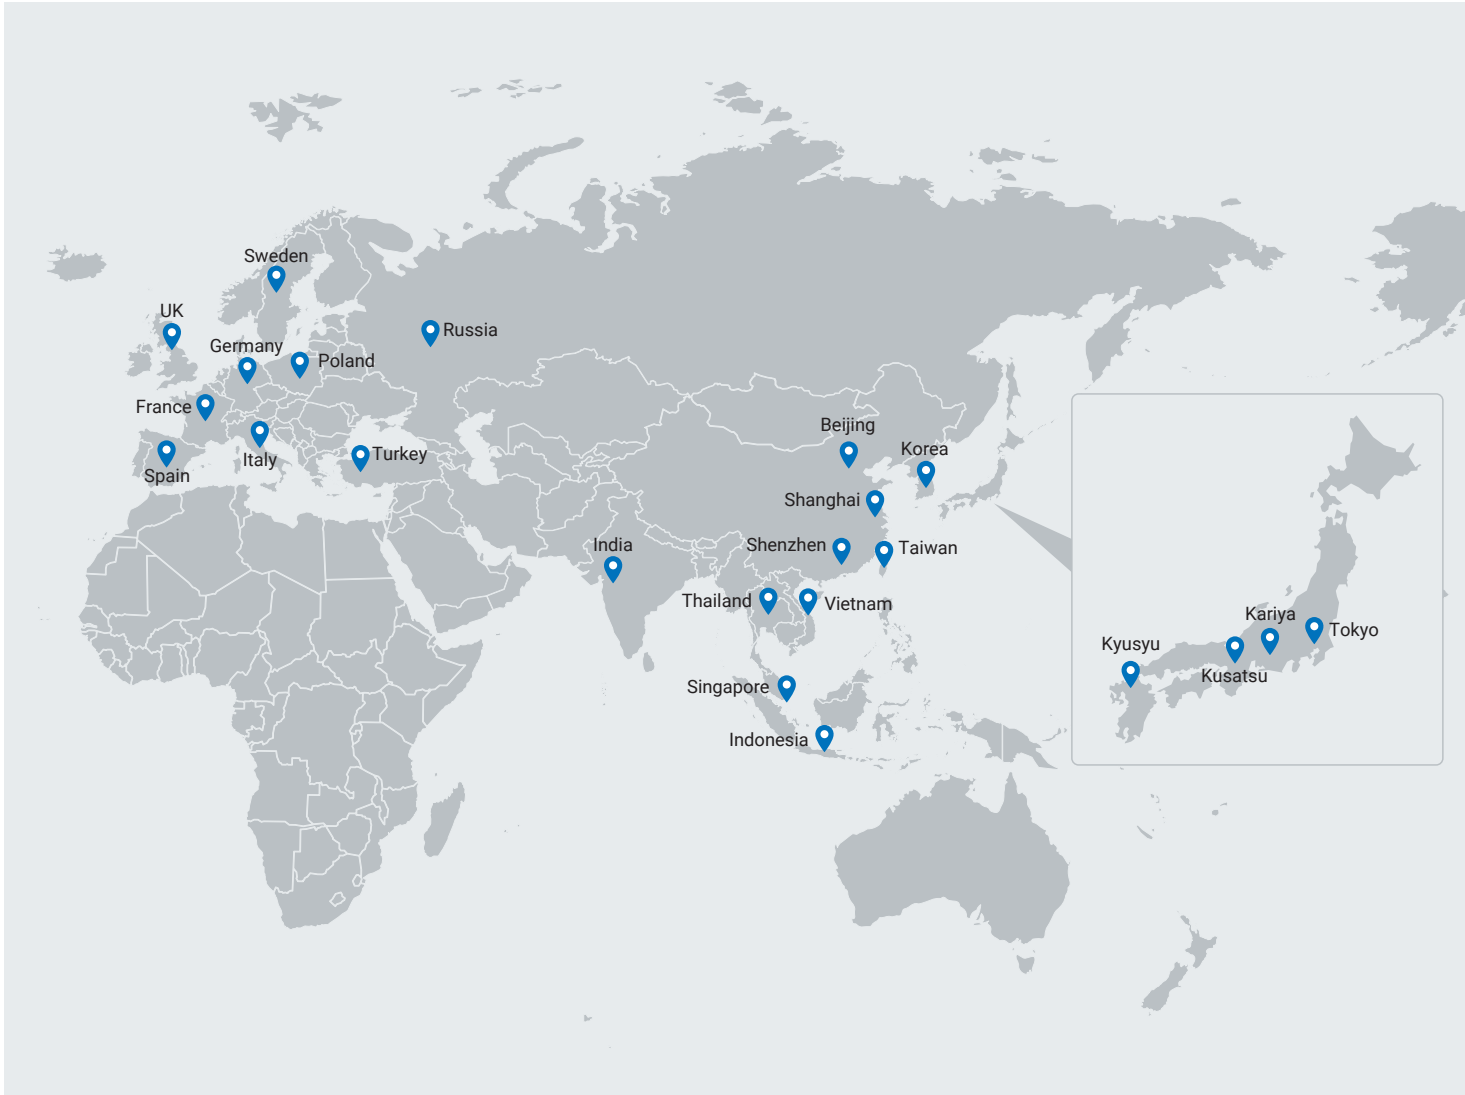 Sweden
UK
Russia
Germany
Poland
France
Beijing
Korea
Turkey
Italy
Spain
Shanghai
India
Shenzhen
Taiwan
Thailand
Vietnam
Kariya
Tokyo
Kyusyu
Kusatsu
Singapore
Indonesia